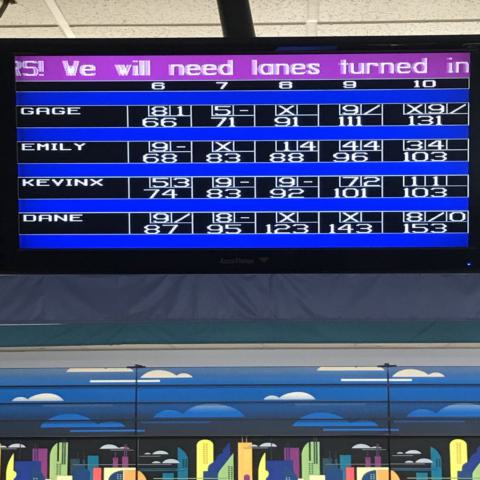 RS! We will need lanes turned in
6 7 8 9 10
GAGE 8 1 5 - X 9 / X 9 /
66 71 91 111 131
EMILY 9 - X 1 4 4 4 3 4
68 83 88 96 103
KEVINX 5 3 9 - 9 - 7 2 1 1
74 83 92 101 103
DANE 9 / 8 - X X 8 / 0
87 95 123 143 153
AccuVision